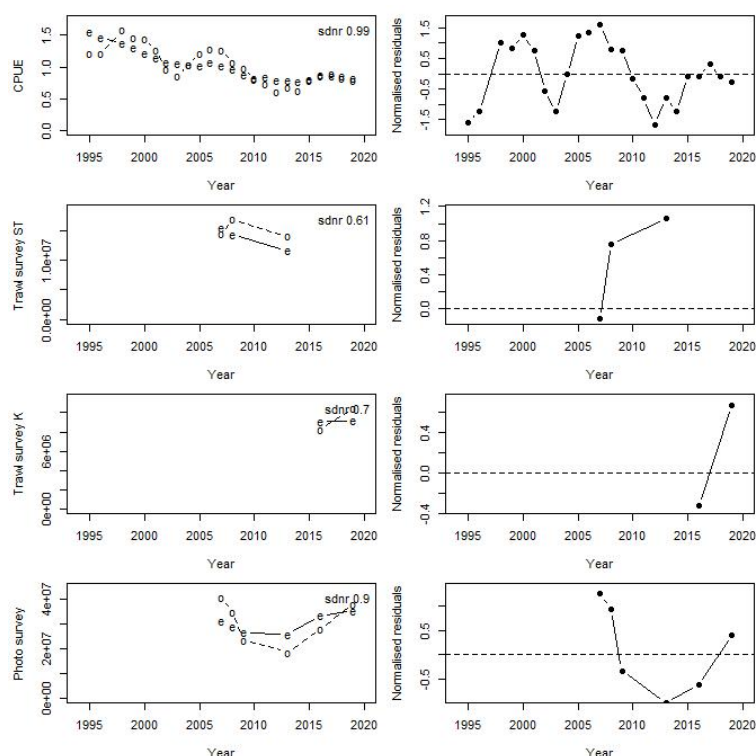 sdnr 0.99
CPUE
0.0 0.5 1.0 1.5
1995 2000 2005 2010 2015 2020
Year
Normalised residuals
-1.5 -0.5 0.5 1.5
1995 2000 2005 2010 2015 2020
Year
sdnr 0.61
Trawl survey ST
0.0e+00 1.0e+07
1995 2000 2005 2010 2015 2020
Year
Normalised residuals
0.0 0.4 0.8 1.2
1995 2000 2005 2010 2015 2020
Year
sdnr 0.7
Trawl survey K
0e+00 6e+06
1995 2000 2005 2010 2015 2020
Year
Normalised residuals
-0.4 0.0 0.4
1995 2000 2005 2010 2015 2020
Year
sdnr 0.9
Photo survey
0e+00 2e+07 4e+07
1995 2000 2005 2010 2015 2020
Year
Normalised residuals
-0.5 0.5
1995 2000 2005 2010 2015 2020
Year